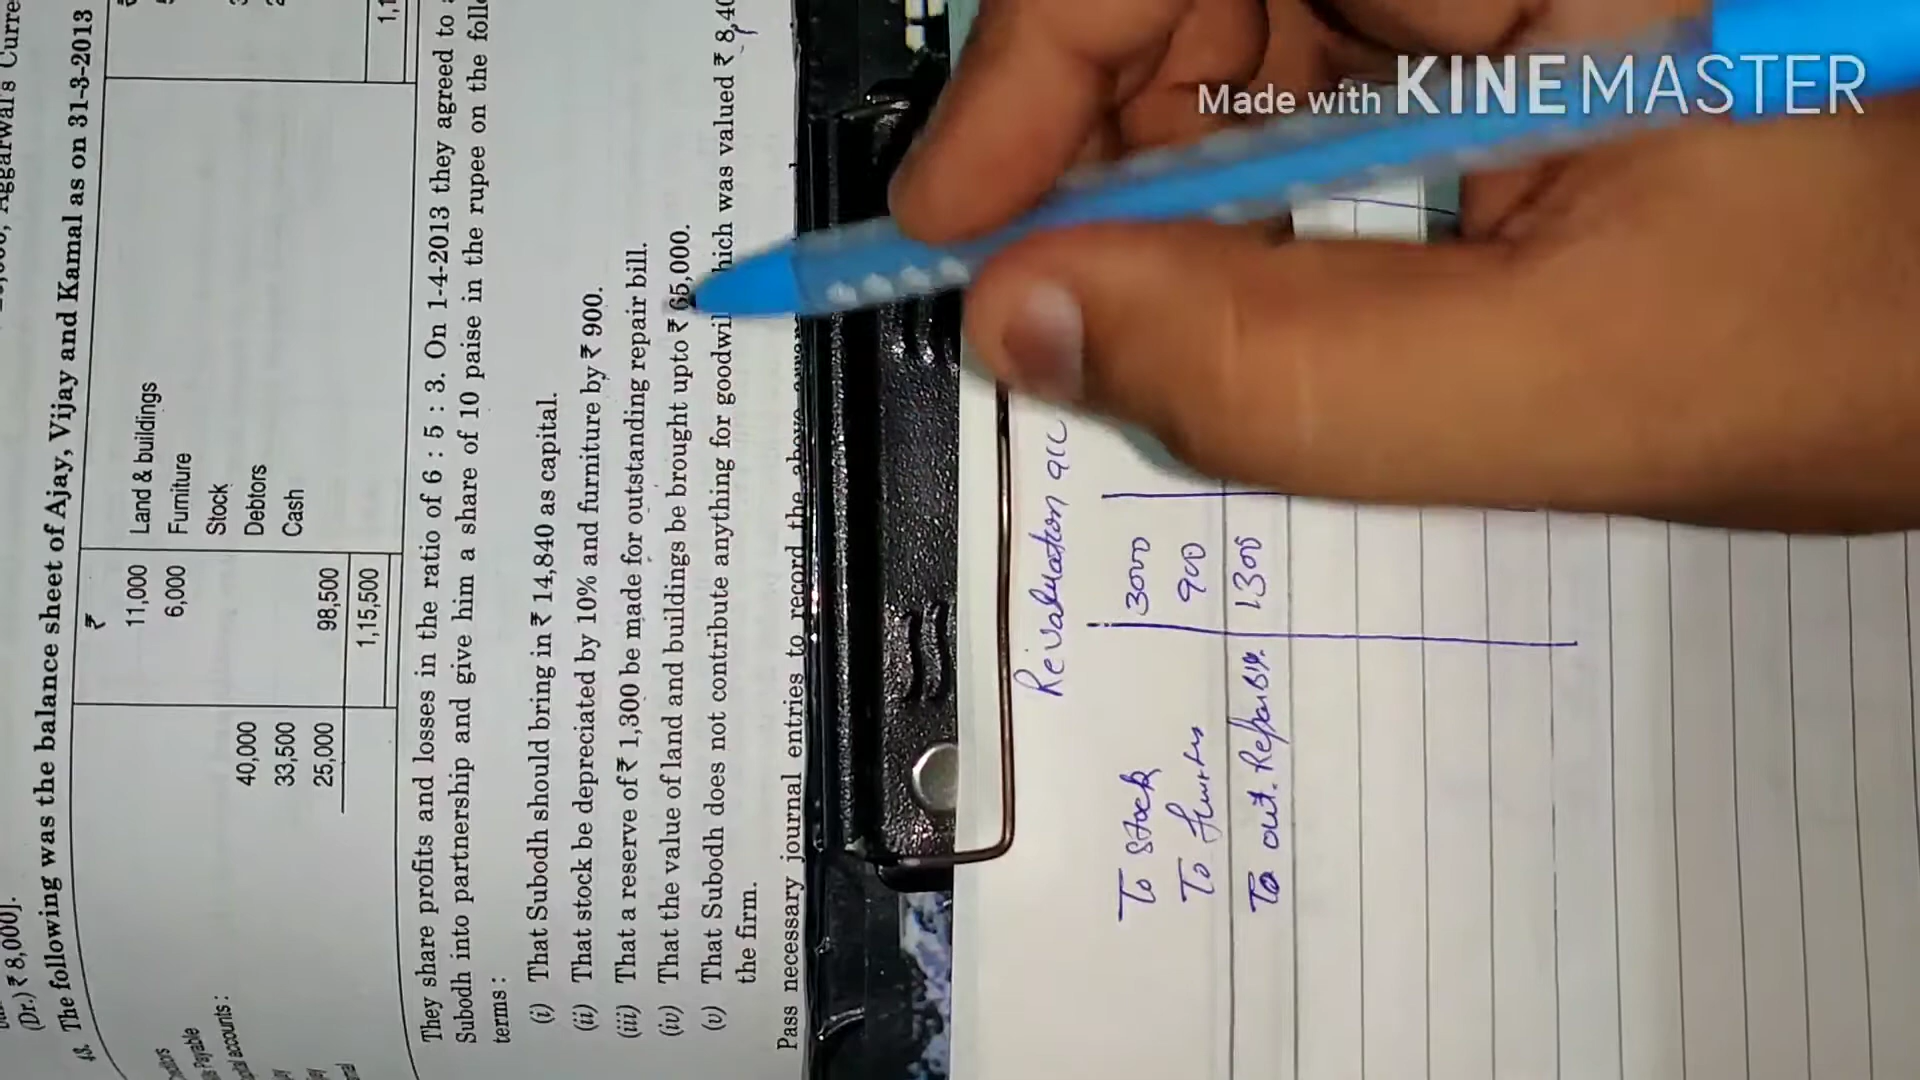 Aggarwal's Curre
(Dr.) ₹ 8,000].
The following was the balance sheet of Ajay, Vijay and Kamal as on 31-3-2013
₹
11,000 Land & buildings
Payable 6,000 Furniture
accounts : Stock
40,000 Debtors
33,500 Cash
25,000 98,500
1,15,500
They share profits and losses in the ratio of 6 : 5 : 3. On 1-4-2013 they agreed to
Subodh into partnership and give him a share of 10 paise in the rupee on the
terms :
(i) That Subodh should bring in ₹ 14,840 as capital.
(ii) That stock be depreciated by 10% and furniture by ₹ 900.
(iii) That a reserve of ₹ 1,300 be made for outstanding repair bill.
(iv) That the value of land and buildings be brought upto ₹ 65,000.
(v) That Subodh does not contribute anything for goodwill which was valued ₹ 8,40
the firm.
Pass necessary journal entries to record the above
Made with KINEMASTER
Revaluation a/c
To Stock 3000
To 900
To out. 1300